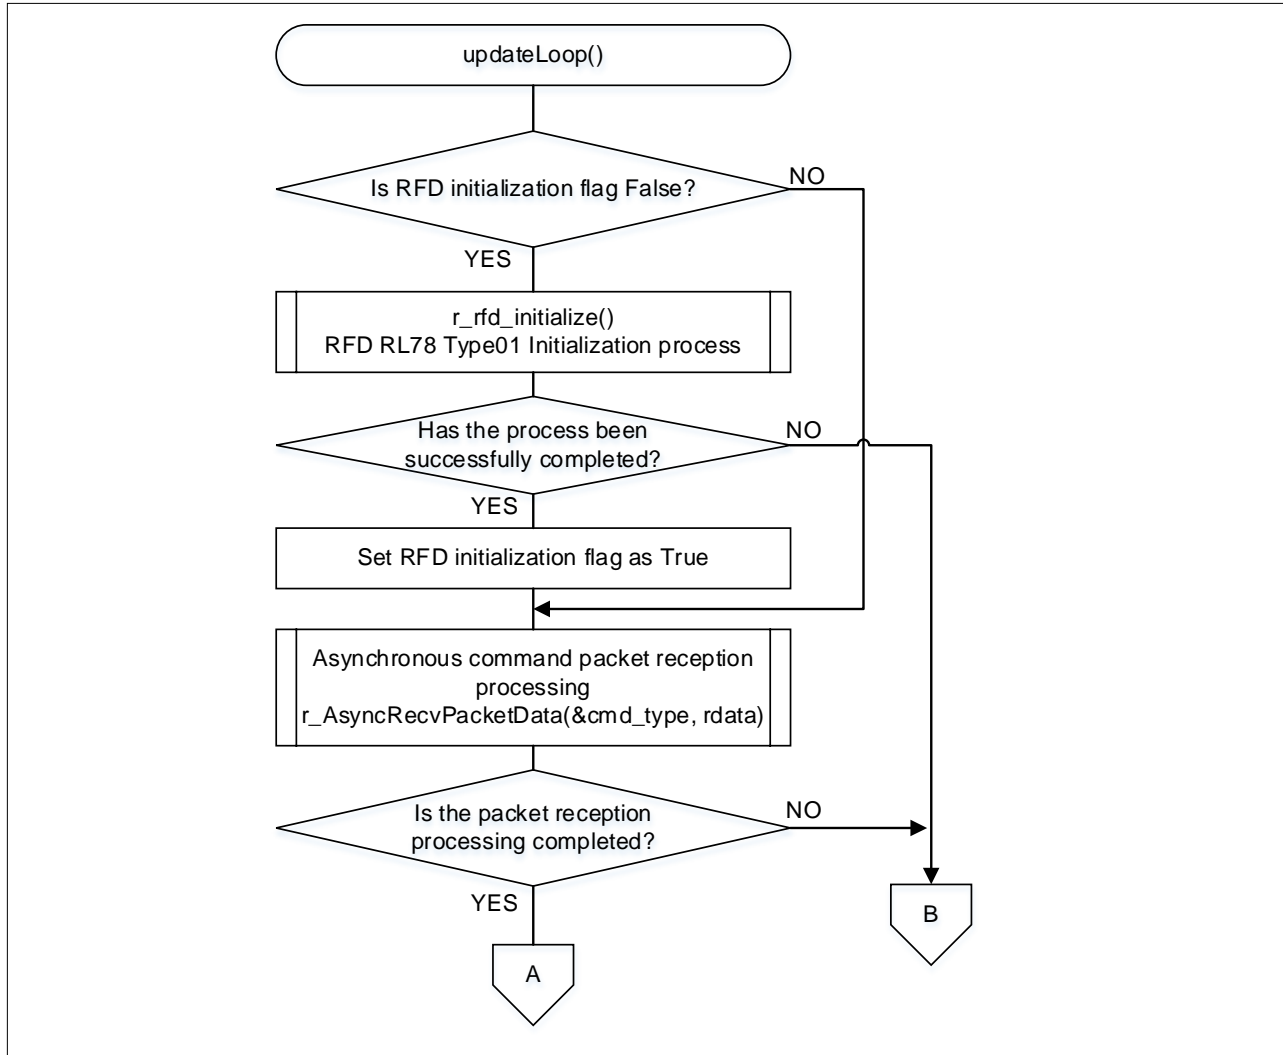 updateLoop()
Is RFD initialization flag False?
NO
YES
r_rfd_initialize()
RFD RL78 Type01 Initialization process
Has the process been
successfully completed?
NO
YES
Set RFD initialization flag as True
Asynchronous command packet reception
processing
r_AsyncRecvPacketData(&cmd_type, rdata)
Is the packet reception
processing completed?
NO
YES
B
A